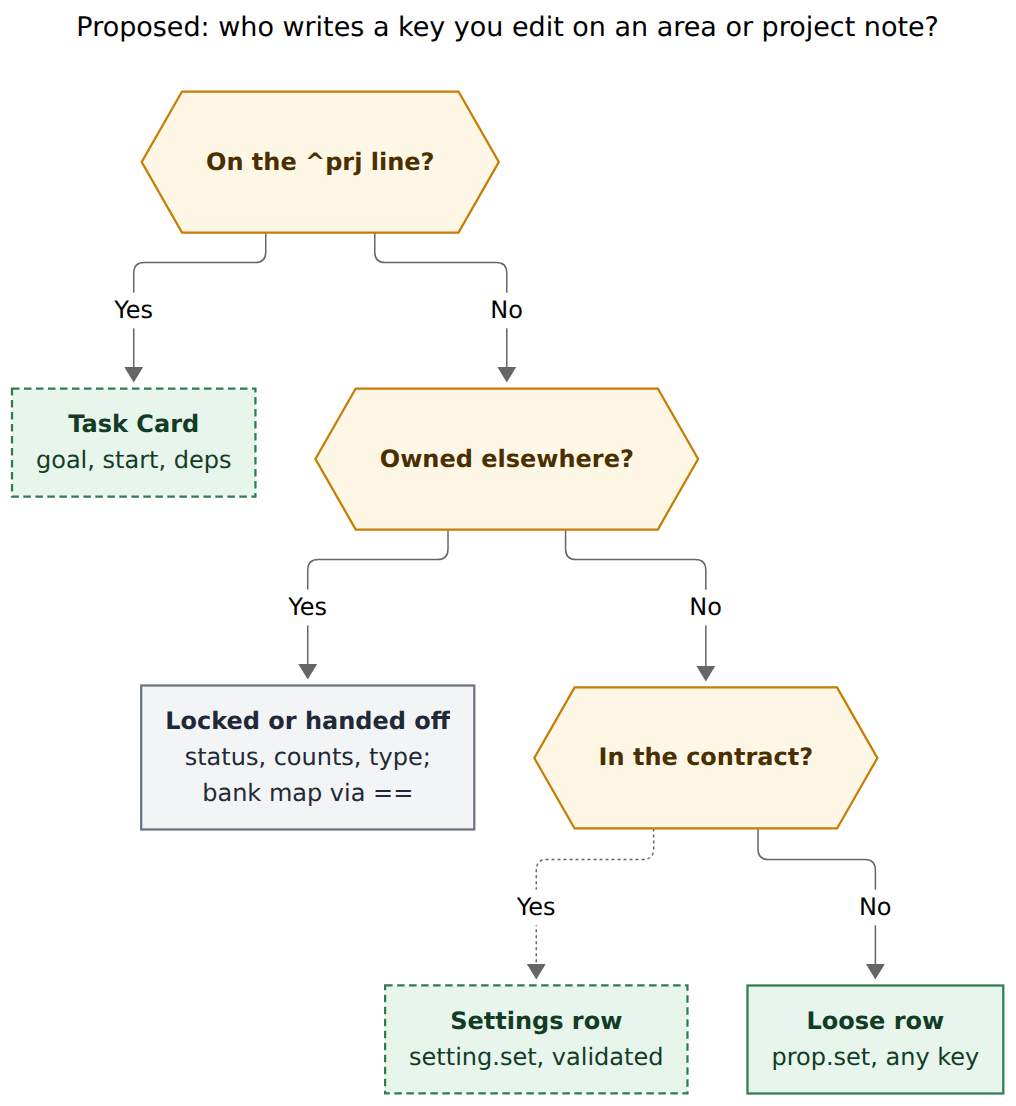 Proposed: who writes a key you edit on an area or project note?
On the ^prj line?
Yes
No
Task Card
goal, start, deps
Owned elsewhere?
Yes
No
Locked or handed off
status, counts, type;
bank map via ==
In the contract?
Yes
No
Settings row
setting.set, validated
Loose row
prop.set, any key